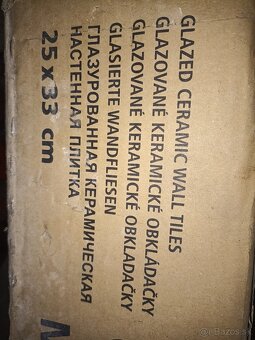 GLAZED CERAMIC WALL TILES
GLAZOVANÉ KERAMICKÉ OBKLÁDAČKY
GLAZOVANÉ KERAMICKÉ OBKLADAČKY
GLASIERTE WANDFLIESEN
ГЛАЗУРОВАННАЯ КЕРАМИЧЕСКАЯ
НАСТЕННАЯ ПЛИТКА
25 x 33 cm